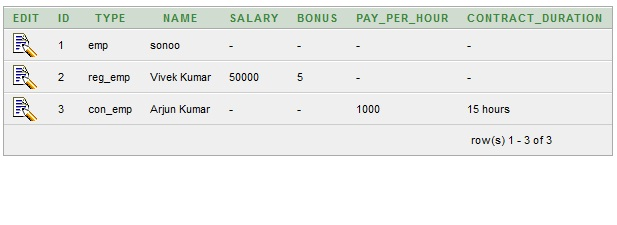 EDIT ID TYPE NAME SALARY BONUS PAY_PER_HOUR CONTRACT_DURATION
1 emp sonoo - - - -
2 reg_emp Vivek Kumar 50000 5 - -
3 con_emp Arjun Kumar - - 1000 15 hours
row(s) 1 - 3 of 3